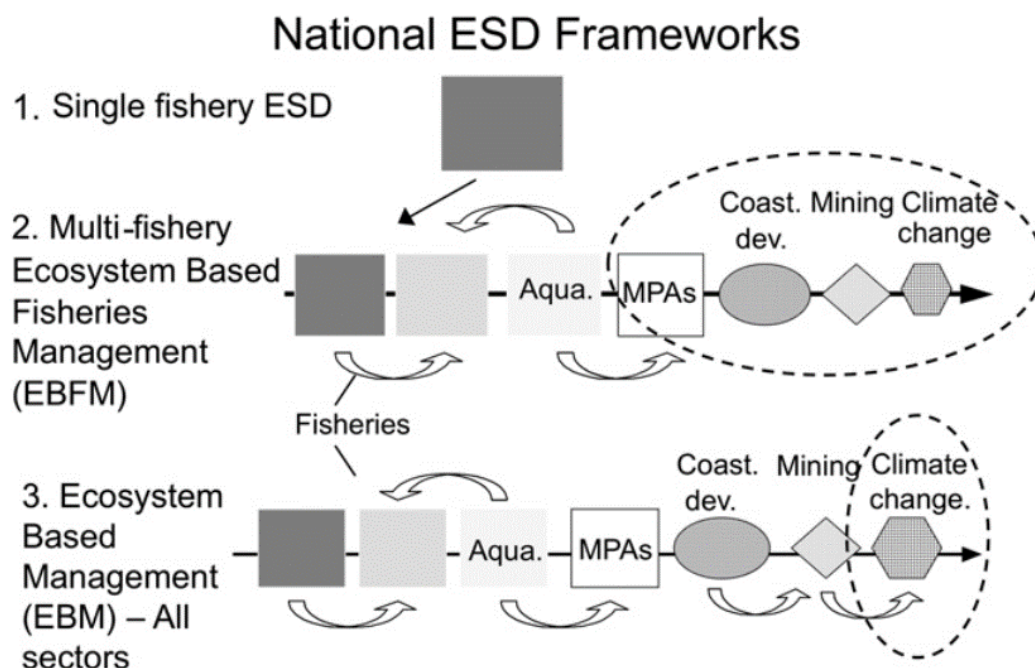 National ESD Frameworks
1. Single fishery ESD
2. Multi-fishery
Ecosystem Based
Fisheries
Management
(EBFM)
Aqua.
MPAs
Coast.
dev.
Mining
Climate
change
Fisheries
3. Ecosystem
Based
Management
(EBM) – All
sectors
Aqua.
MPAs
Coast.
dev.
Mining
Climate
change.